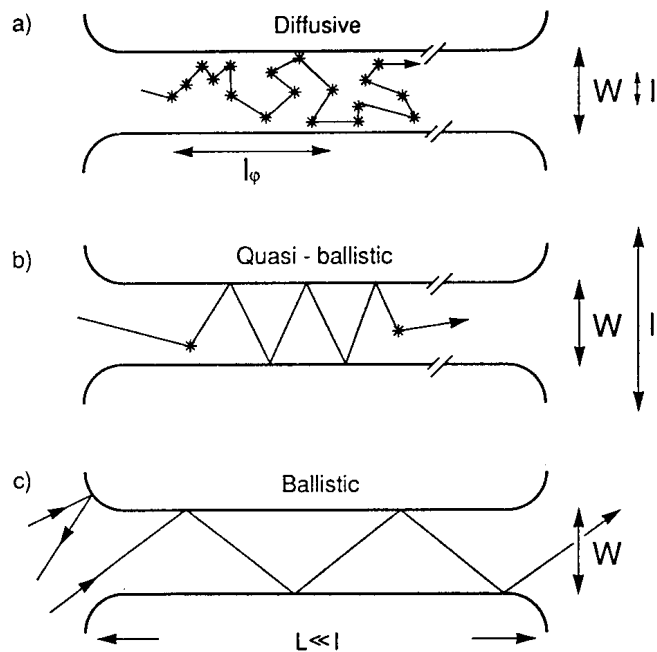 a) Diffusive
W l
lφ
b) Quasi - ballistic
W l
c) Ballistic
W
L ≪ l